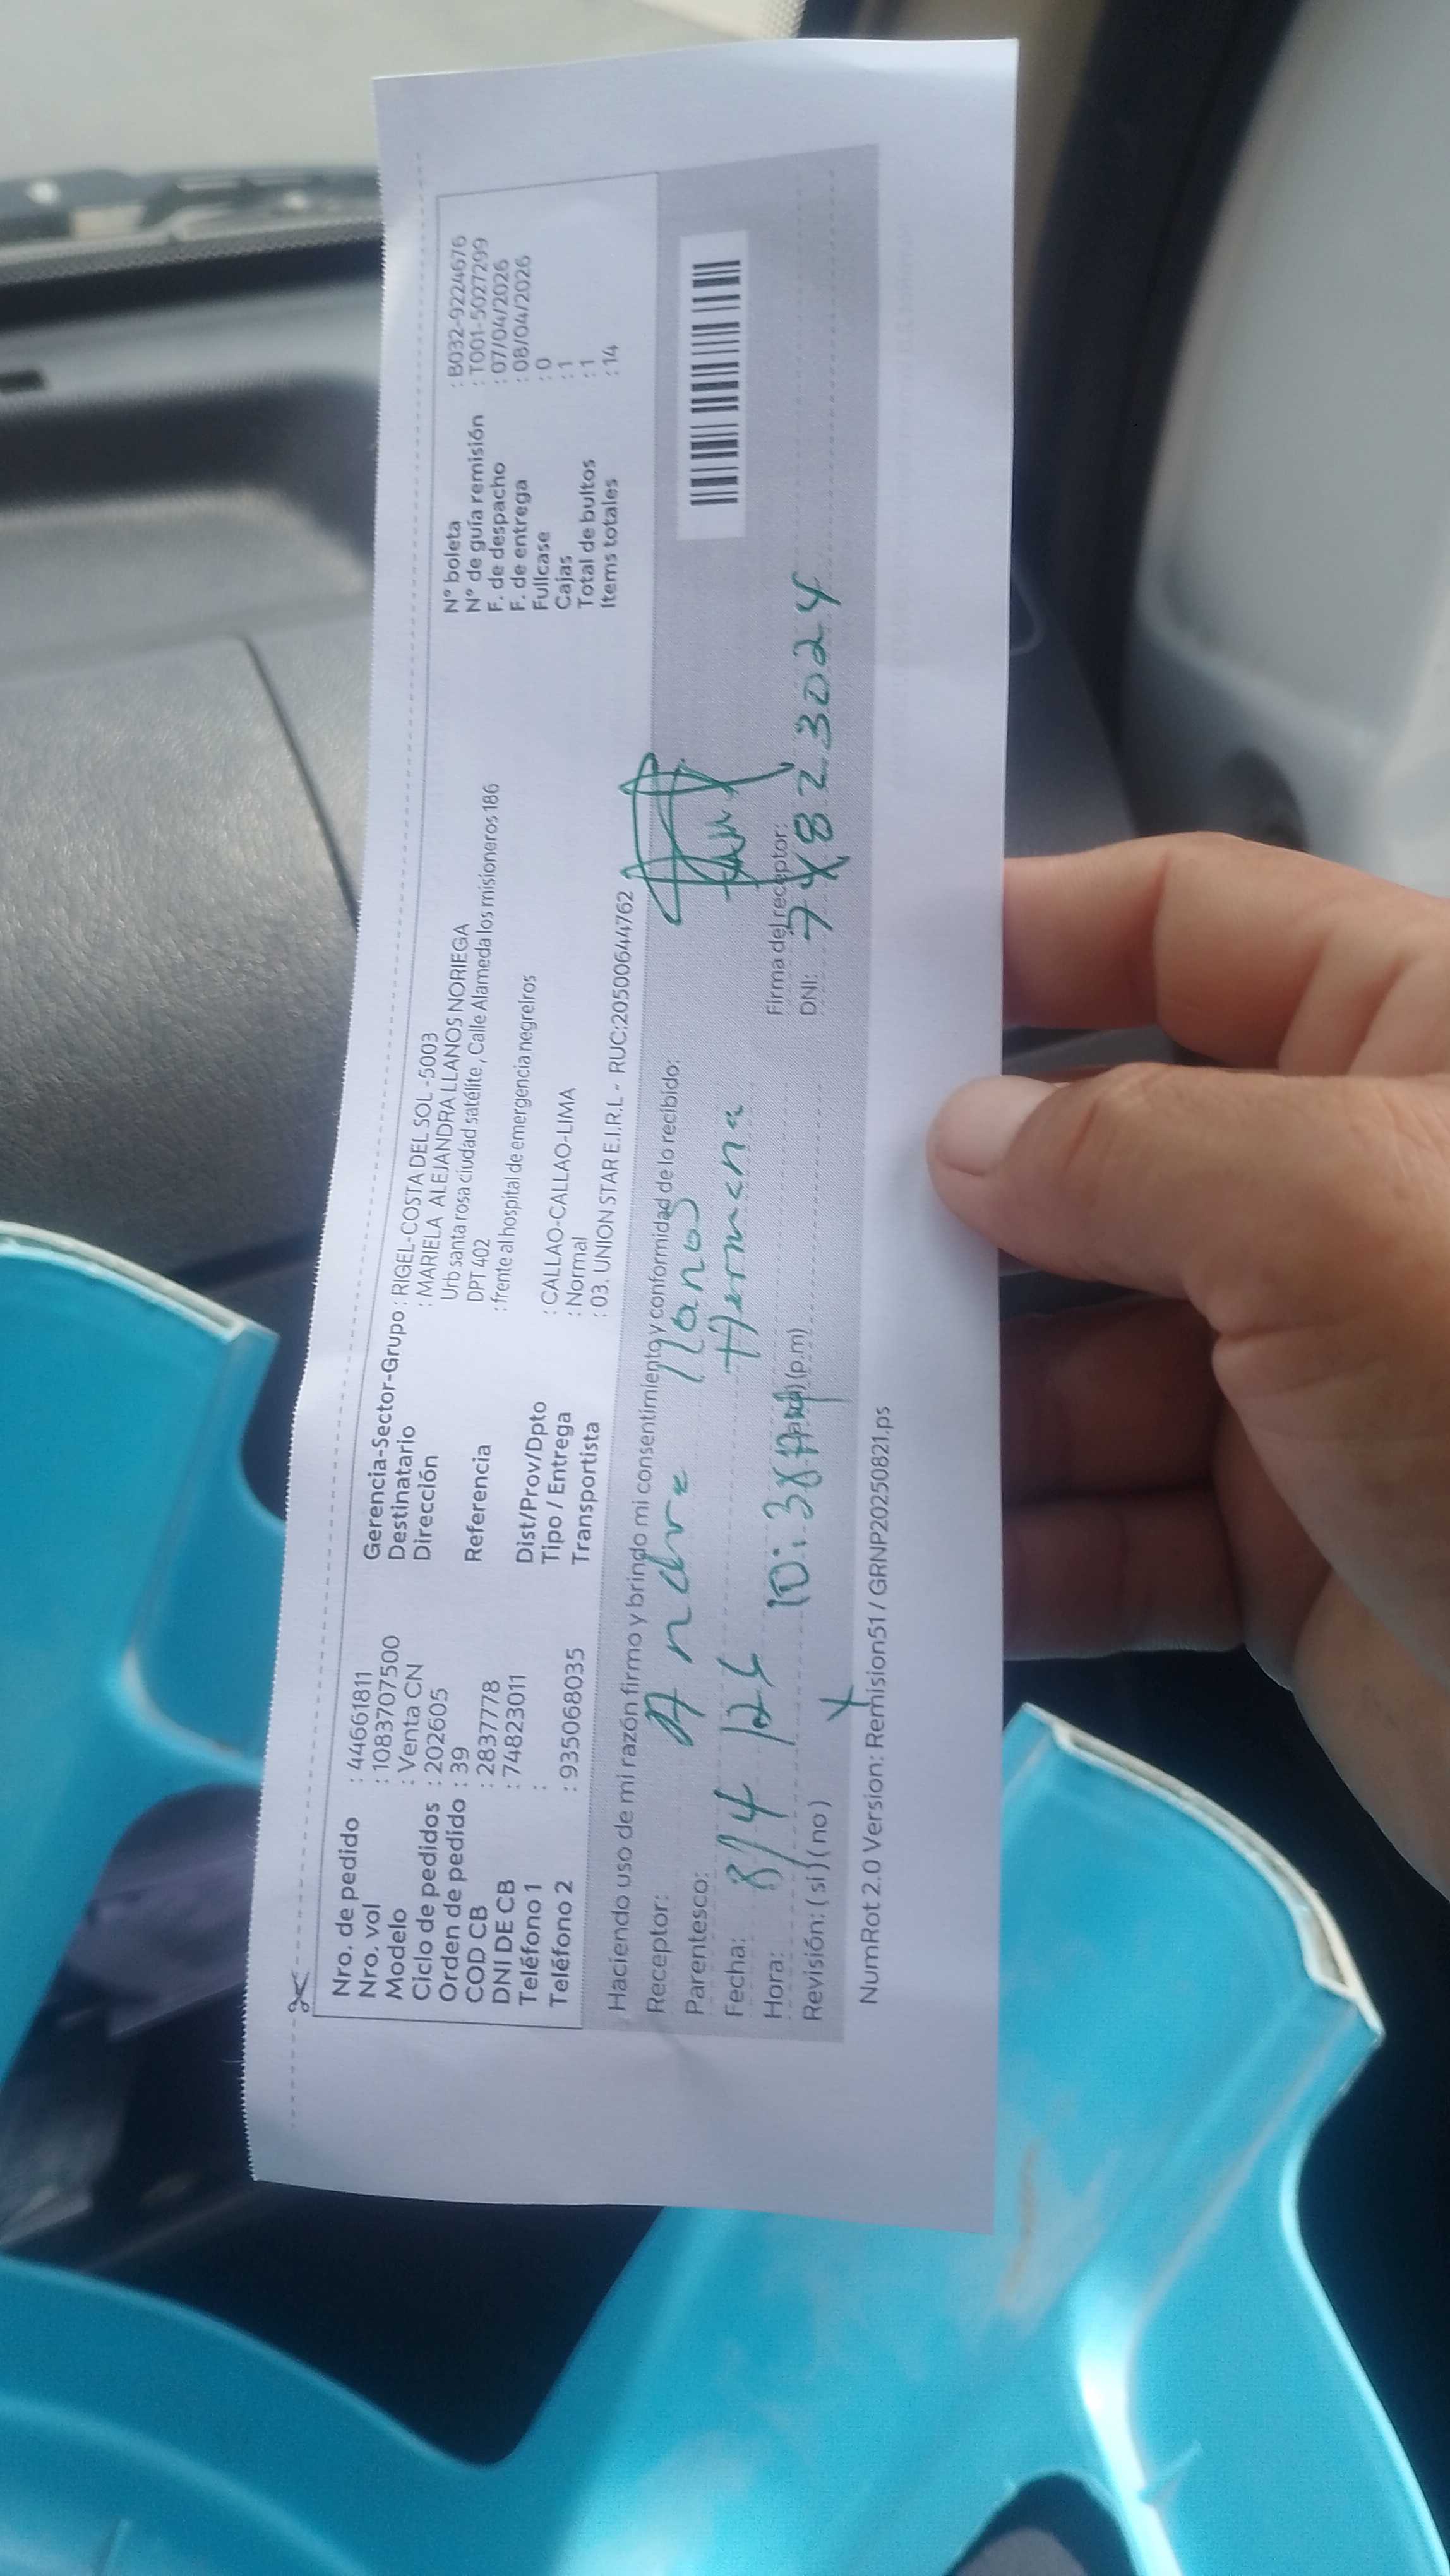 Nro. de pedido : 44661811
Nro. vol : 10837075​00
Modelo : Venta CN
Ciclo de pedidos : 202605
Orden de pedido : 39
COD CB : 2837778
DNI DE CB : 74823011
Teléfono 1 :
Teléfono 2 : 935068035
Gerencia-Sector-Grupo : RIGEL-COSTA DEL SOL -5003
Destinatario : MARIELA ALEJANDRA LLANOS NORIEGA
Dirección Urb santa rosa ciudad satélite , Calle Alameda los misioneros 186
DPT 402
Referencia : frente al hospital de emergencia negreiros
Dist/Prov/Dpto : CALLAO-CALLAO-LIMA
Tipo / Entrega : Normal
Transportista : 03. UNION STAR E.I.R.L - RUC:20500644762
N° boleta : B032-9224676
N° de guía remisión : T001-5027299
F. de despacho : 07/04/2026
F. de entrega : 08/04/2026
Fullcase : 0
Cajas : 1
Total de bultos : 1
Items totales : 14
Haciendo uso de mi razón firmo y brindo mi consentimiento y conformidad de lo recibido:
Receptor: Andre llanos
Parentesco: Hermana
Fecha: 8/4/26
Hora: 10:38 (p.m)
Revisión: (si) (no)
Firma del receptor:
DNI: 74823024
NumRot 2.0 Version: Remision51 / GRNP20250821.ps